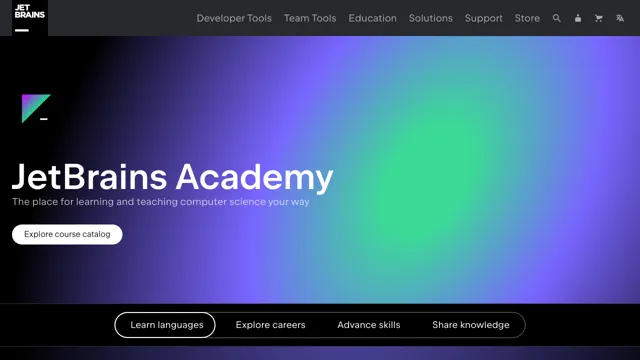 JET
BRAINS
Developer Tools
Team Tools
Education
Solutions
Support
Store
JetBrains Academy
The place for learning and teaching computer science your way
Explore course catalog
Learn languages
Explore careers
Advance skills
Share knowledge